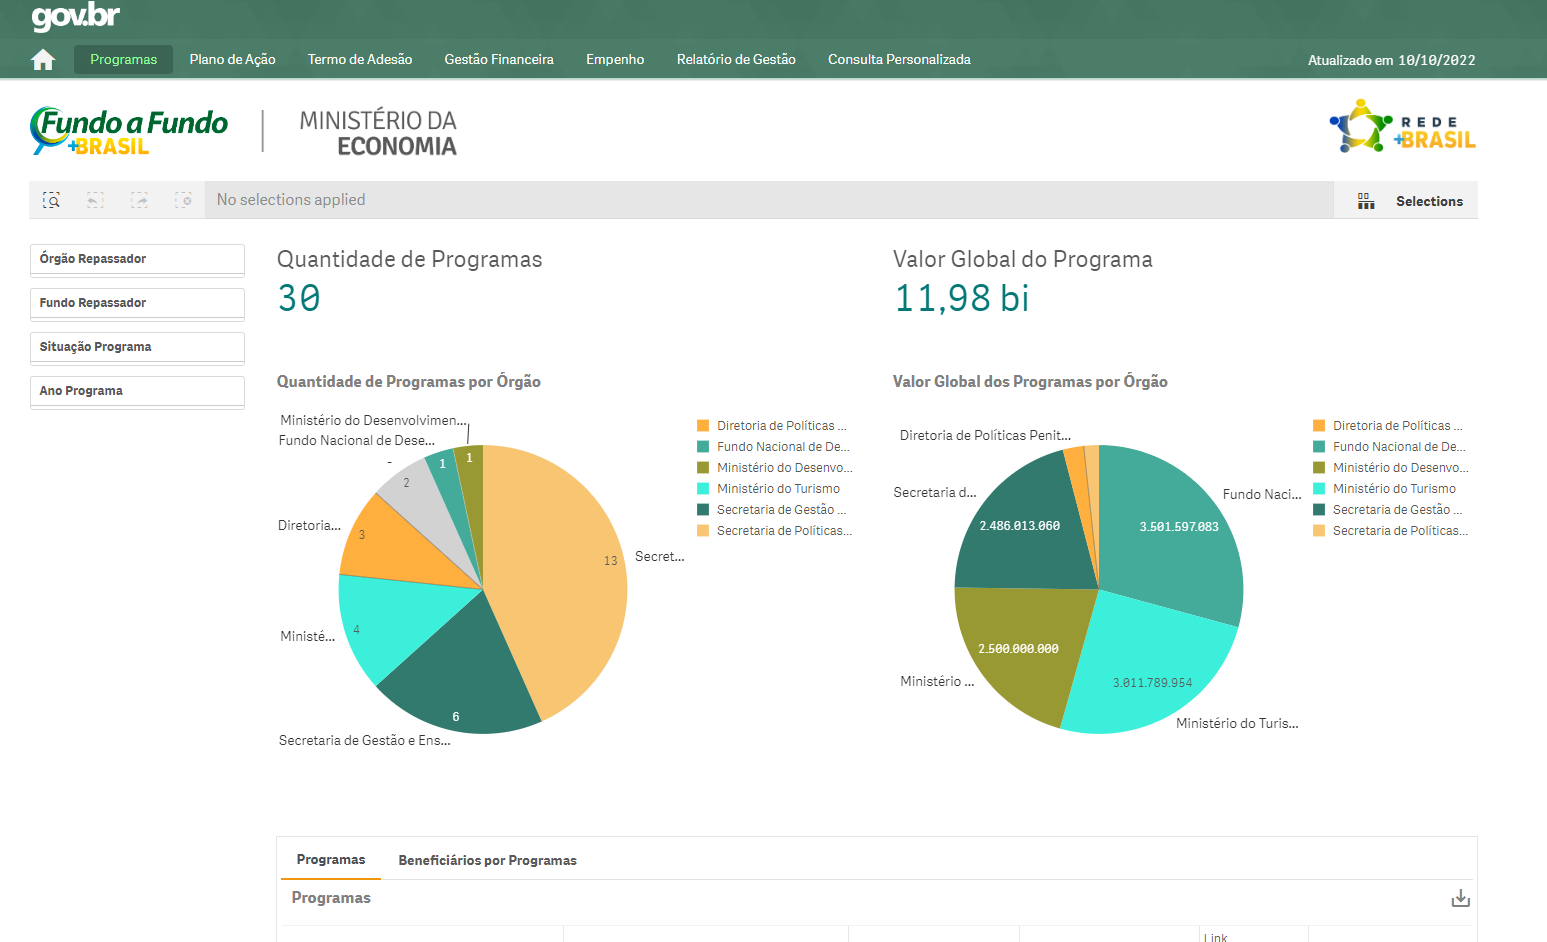 gov.br
Programas Plano de Ação Termo de Adesão Gestão Financeira Empenho Relatório de Gestão Consulta Personalizada Atualizado em 10/10/2022
Fundo a Fundo
+BRASIL
MINISTÉRIO DA
ECONOMIA
REDE
+BRASIL
No selections applied
Selections
Órgão Repassador
Fundo Repassador
Situação Programa
Ano Programa
Quantidade de Programas
30
Valor Global do Programa
11,98 bi
Quantidade de Programas por Órgão
Ministério do Desenvolvimen...
Fundo Nacional de Dese...
-
Diretoria...
Ministé...
Secretaria de Gestão e Ens...
Secret...
1
1
2
3
4
6
13
Diretoria de Políticas ...
Fundo Nacional de De...
Ministério do Desenvo...
Ministério do Turismo
Secretaria de Gestão ...
Secretaria de Políticas...
Valor Global dos Programas por Órgão
Diretoria de Políticas Penit...
Secretaria d...
Fundo Naci...
Ministério ...
Ministério do Turis...
2.486.013.060
3.501.597.083
2.500.000.000
3.011.789.954
Diretoria de Políticas ...
Fundo Nacional de De...
Ministério do Desenvo...
Ministério do Turismo
Secretaria de Gestão ...
Secretaria de Políticas...
Programas Beneficiários por Programas
Programas
Link